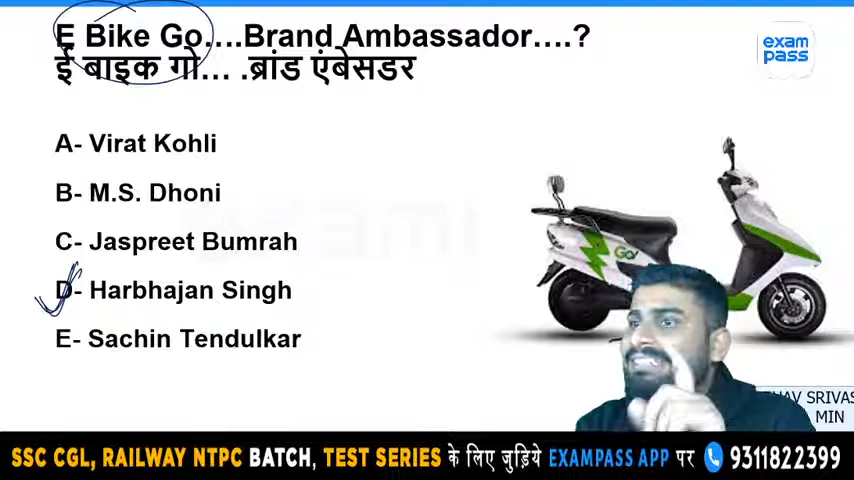 E Bike Go....Brand Ambassador....?
ई बाइक गो... .ब्रांड एंबेसडर
exam
pass
A- Virat Kohli
B- M.S. Dhoni
C- Jaspreet Bumrah
D- Harbhajan Singh
E- Sachin Tendulkar
Go!
MIN
SSC CGL, RAILWAY NTPC BATCH, TEST SERIES के लिए जुड़िये EXAMPASS APP पर 9311822399